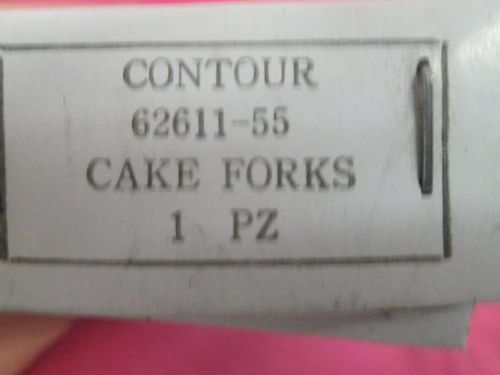 CONTOUR
62611-55
CAKE FORKS
1 PZ